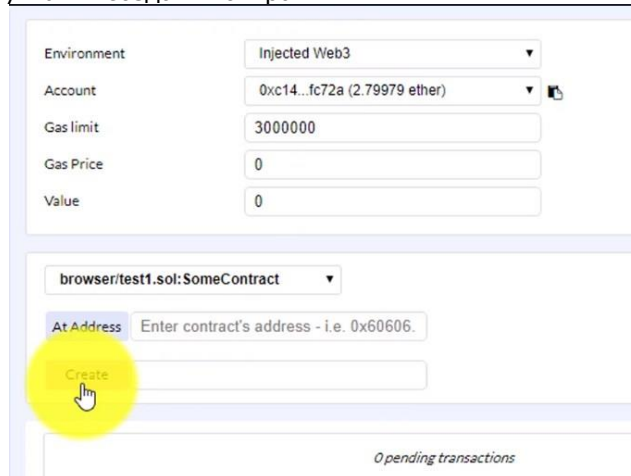 Environment Injected Web3
Account 0xc14...fc72a (2.79979 ether)
Gas limit 3000000
Gas Price 0
Value 0
browser/test1.sol:SomeContract
At Address Enter contract's address - i.e. 0x60606.
Create
0 pending transactions